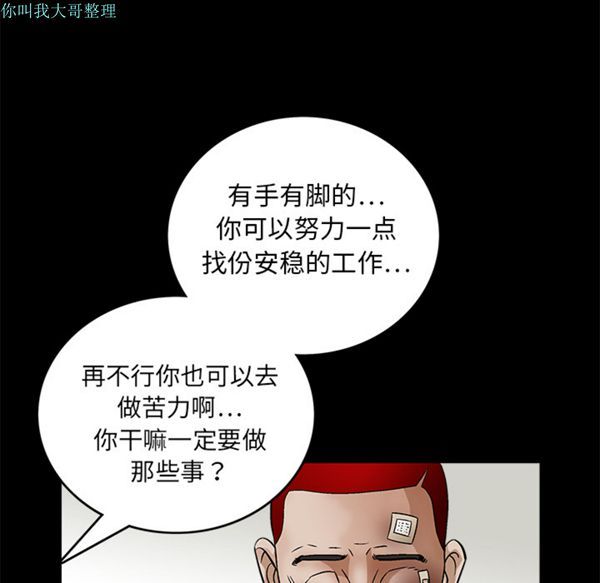 你叫我大哥整理
有手有脚的...
你可以努力一点
找份安稳的工作...
再不行你也可以去
做苦力啊...
你干嘛一定要做
那些事？